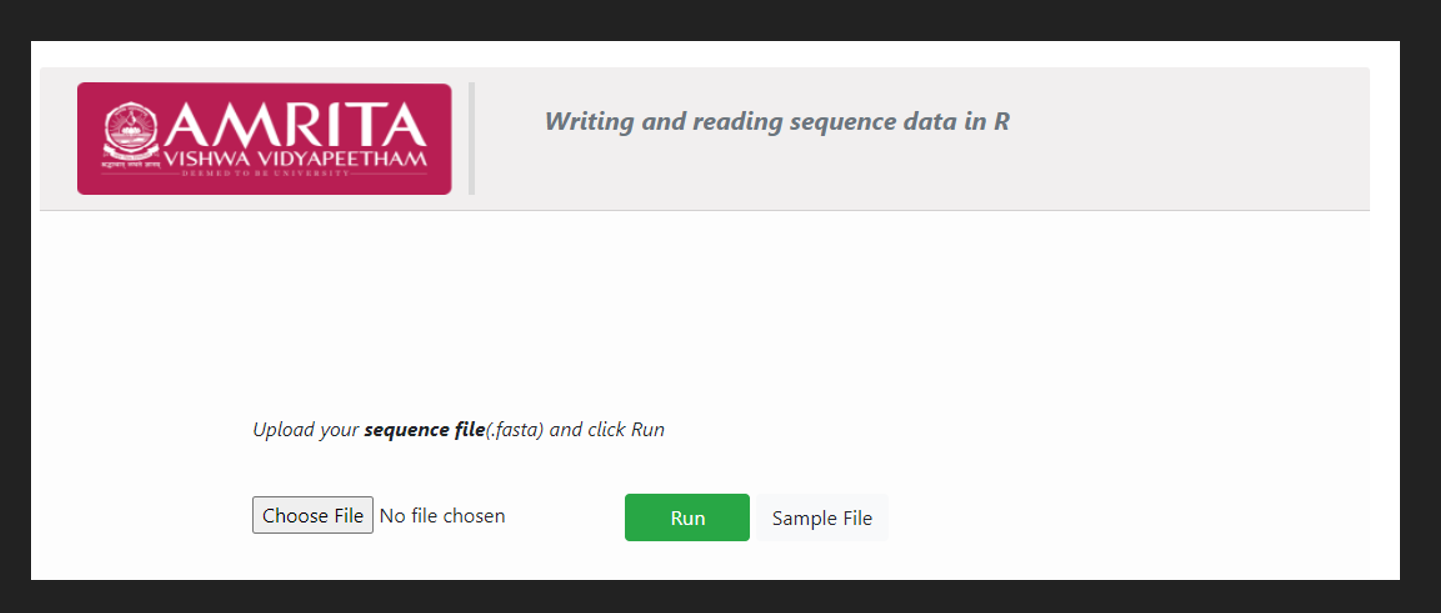 AMRITA
VISHWA VIDYAPEETHAM
DEEMED TO BE UNIVERSITY
Writing and reading sequence data in R
Upload your sequence file(.fasta) and click Run
Choose File No file chosen
Run
Sample File